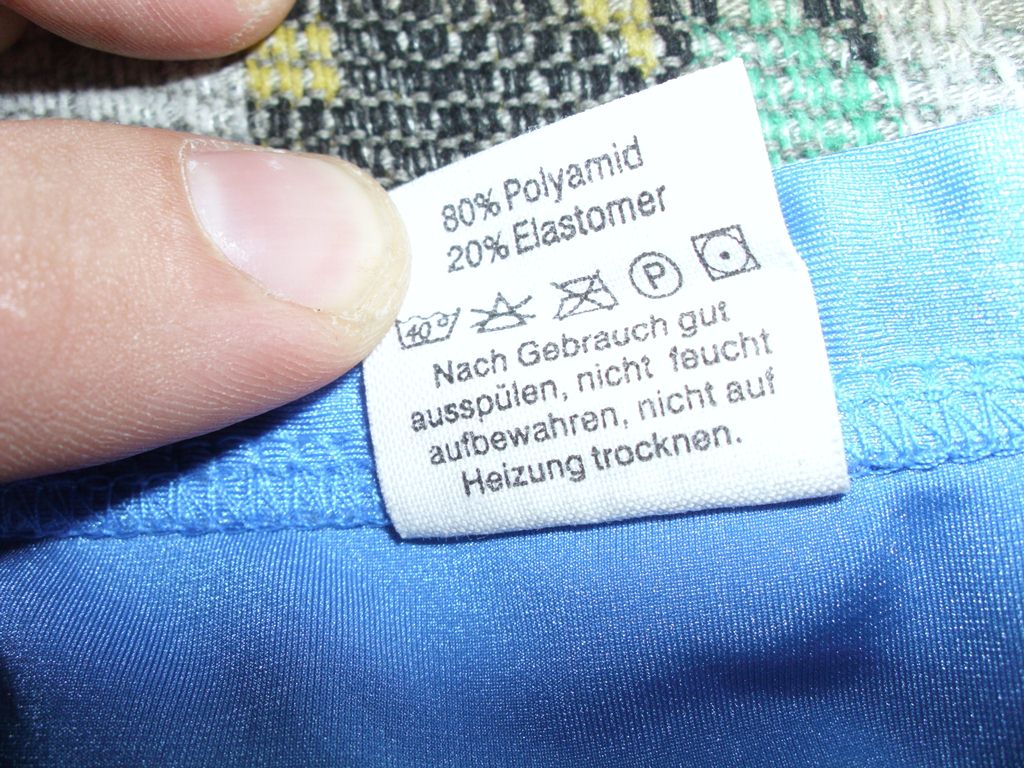 80% Polyamid
20% Elastomer
40° P
Nach Gebrauch gut
ausspülen, nicht feucht
aufbewahren, nicht auf
Heizung trocknen.